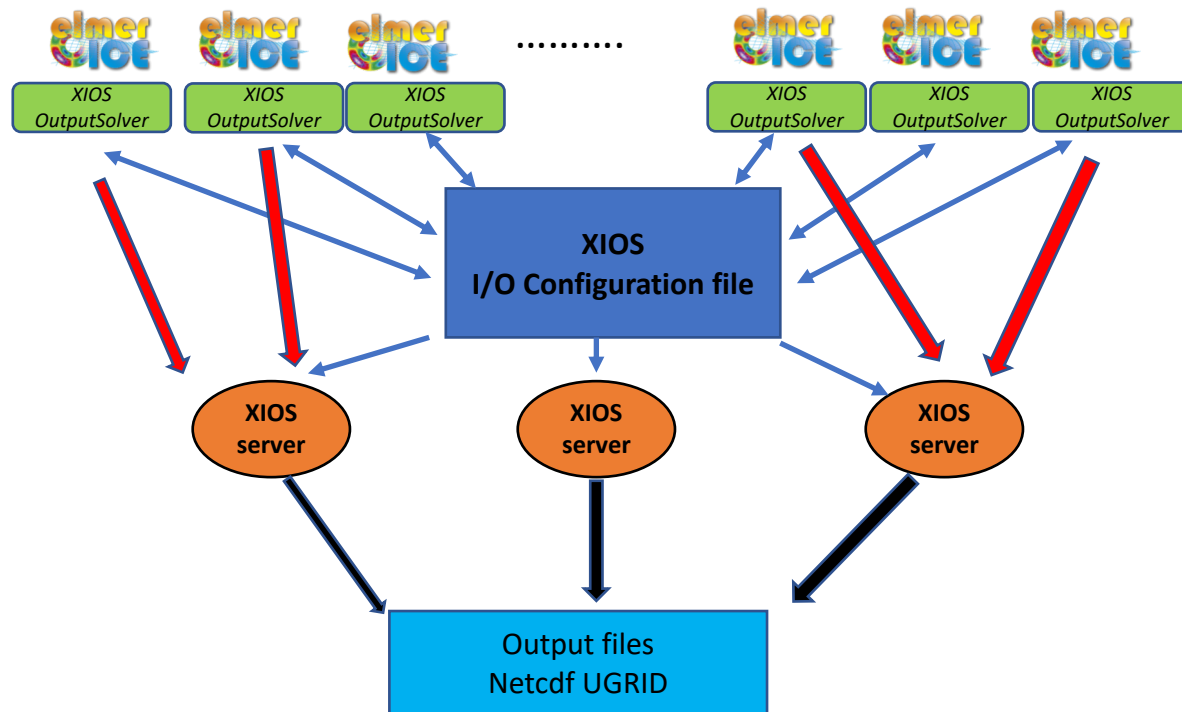 elmer ICE
elmer ICE
elmer ICE
..........
elmer ICE
elmer ICE
elmer ICE
XIOS
OutputSolver
XIOS
OutputSolver
XIOS
OutputSolver
XIOS
OutputSolver
XIOS
OutputSolver
XIOS
OutputSolver
XIOS
I/O Configuration file
XIOS
server
XIOS
server
XIOS
server
Output files
Netcdf UGRID